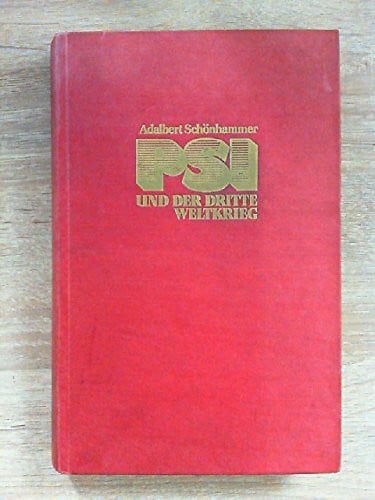 Adalbert Schönhammer
PSI
UND DER DRITTE
WELTKRIEG